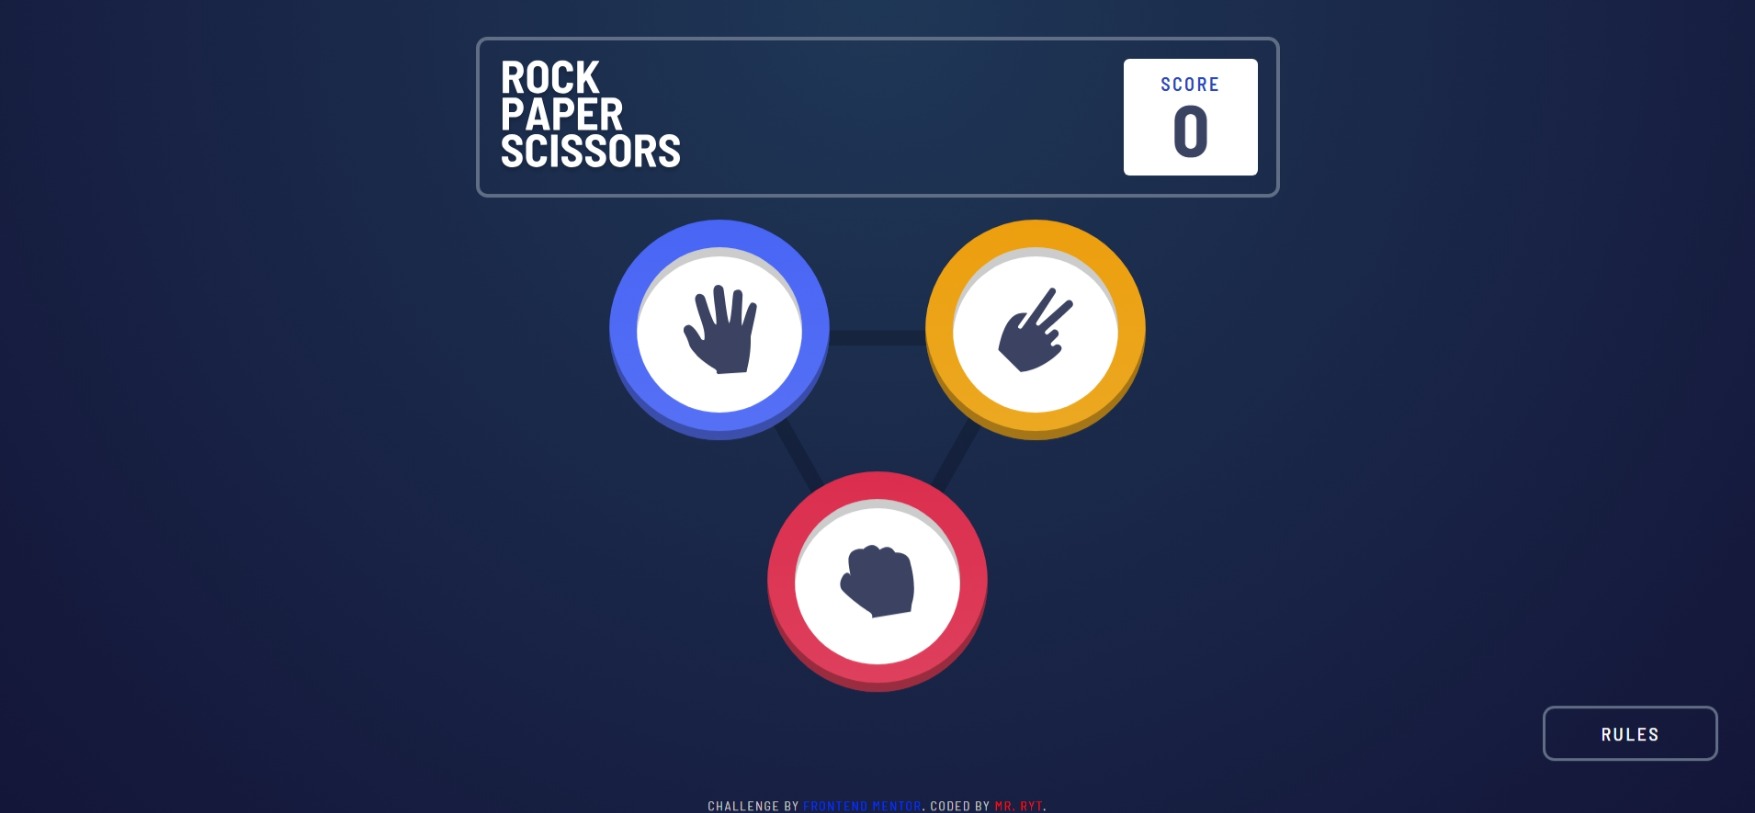 ROCK
PAPER
SCISSORS
SCORE
0
RULES
CHALLENGE BY FRONTEND MENTOR. CODED BY MR. RYT.